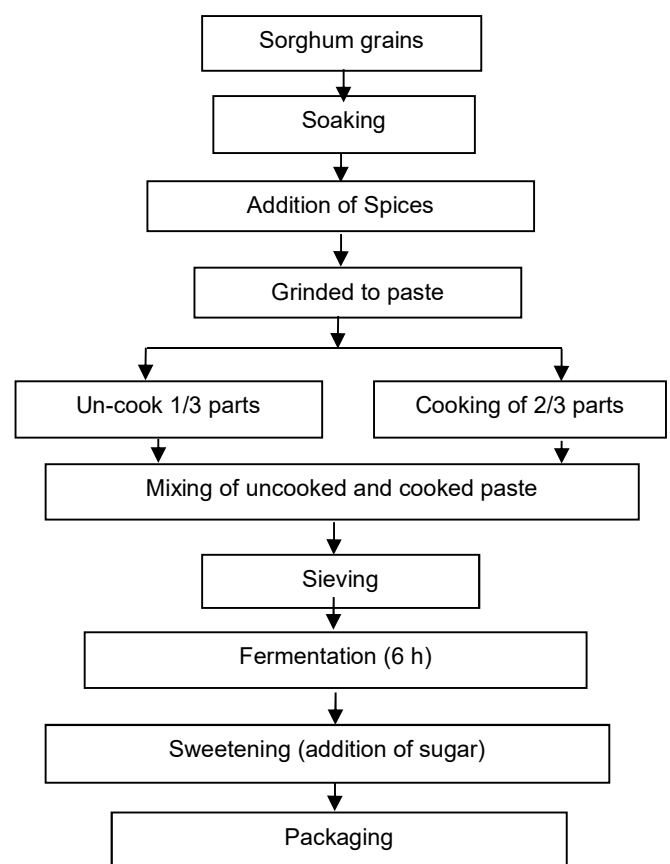 Sorghum grains
Soaking
Addition of Spices
Grinded to paste
Un-cook 1/3 parts
Cooking of 2/3 parts
Mixing of uncooked and cooked paste
Sieving
Fermentation (6 h)
Sweetening (addition of sugar)
Packaging